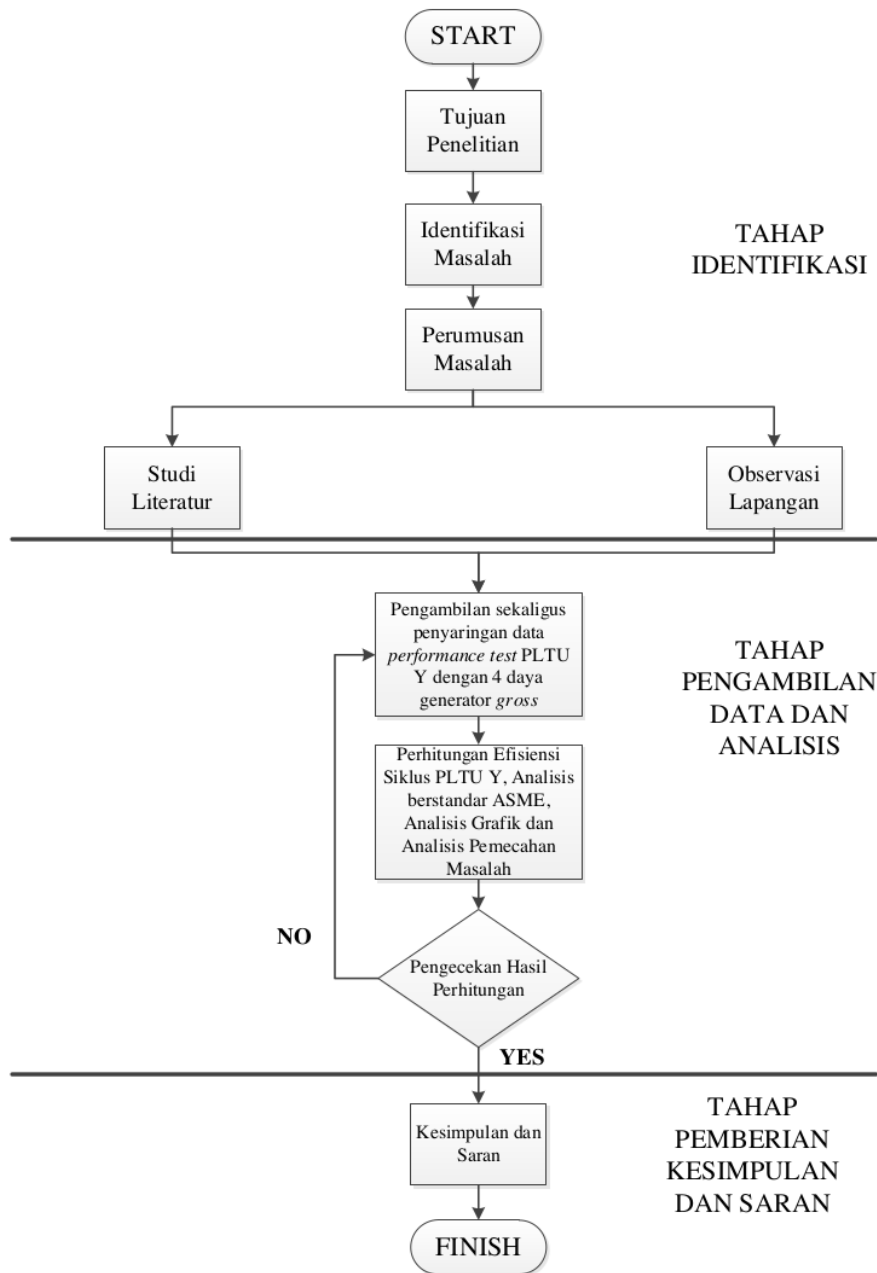 START
Tujuan
Penelitian
Identifikasi
Masalah
TAHAP
IDENTIFIKASI
Perumusan
Masalah
Studi
Literatur
Observasi
Lapangan
Pengambilan sekaligus
penyaringan data
performance test PLTU
Y dengan 4 daya
generator gross
TAHAP
PENGAMBILAN
DATA DAN
ANALISIS
Perhitungan Efisiensi
Siklus PLTU Y, Analisis
berstandar ASME,
Analisis Grafik dan
Analisis Pemecahan
Masalah
NO
Pengecekan Hasil
Perhitungan
YES
Kesimpulan dan
Saran
TAHAP
PEMBERIAN
KESIMPULAN
DAN SARAN
FINISH